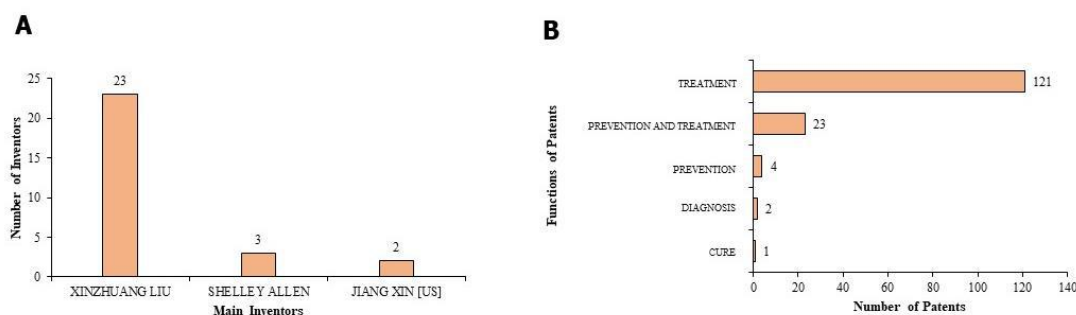 A
Number of Inventors
25
20
15
10
5
0
23
3
2
XINZHUANG LIU
SHELLEY ALLEN
JIANG XIN [US]
Main Inventors
B
Functions of Patents
TREATMENT
121
PREVENTION AND TREATMENT
23
PREVENTION
4
DIAGNOSIS
2
CURE
1
0 20 40 60 80 100 120 140
Number of Patents